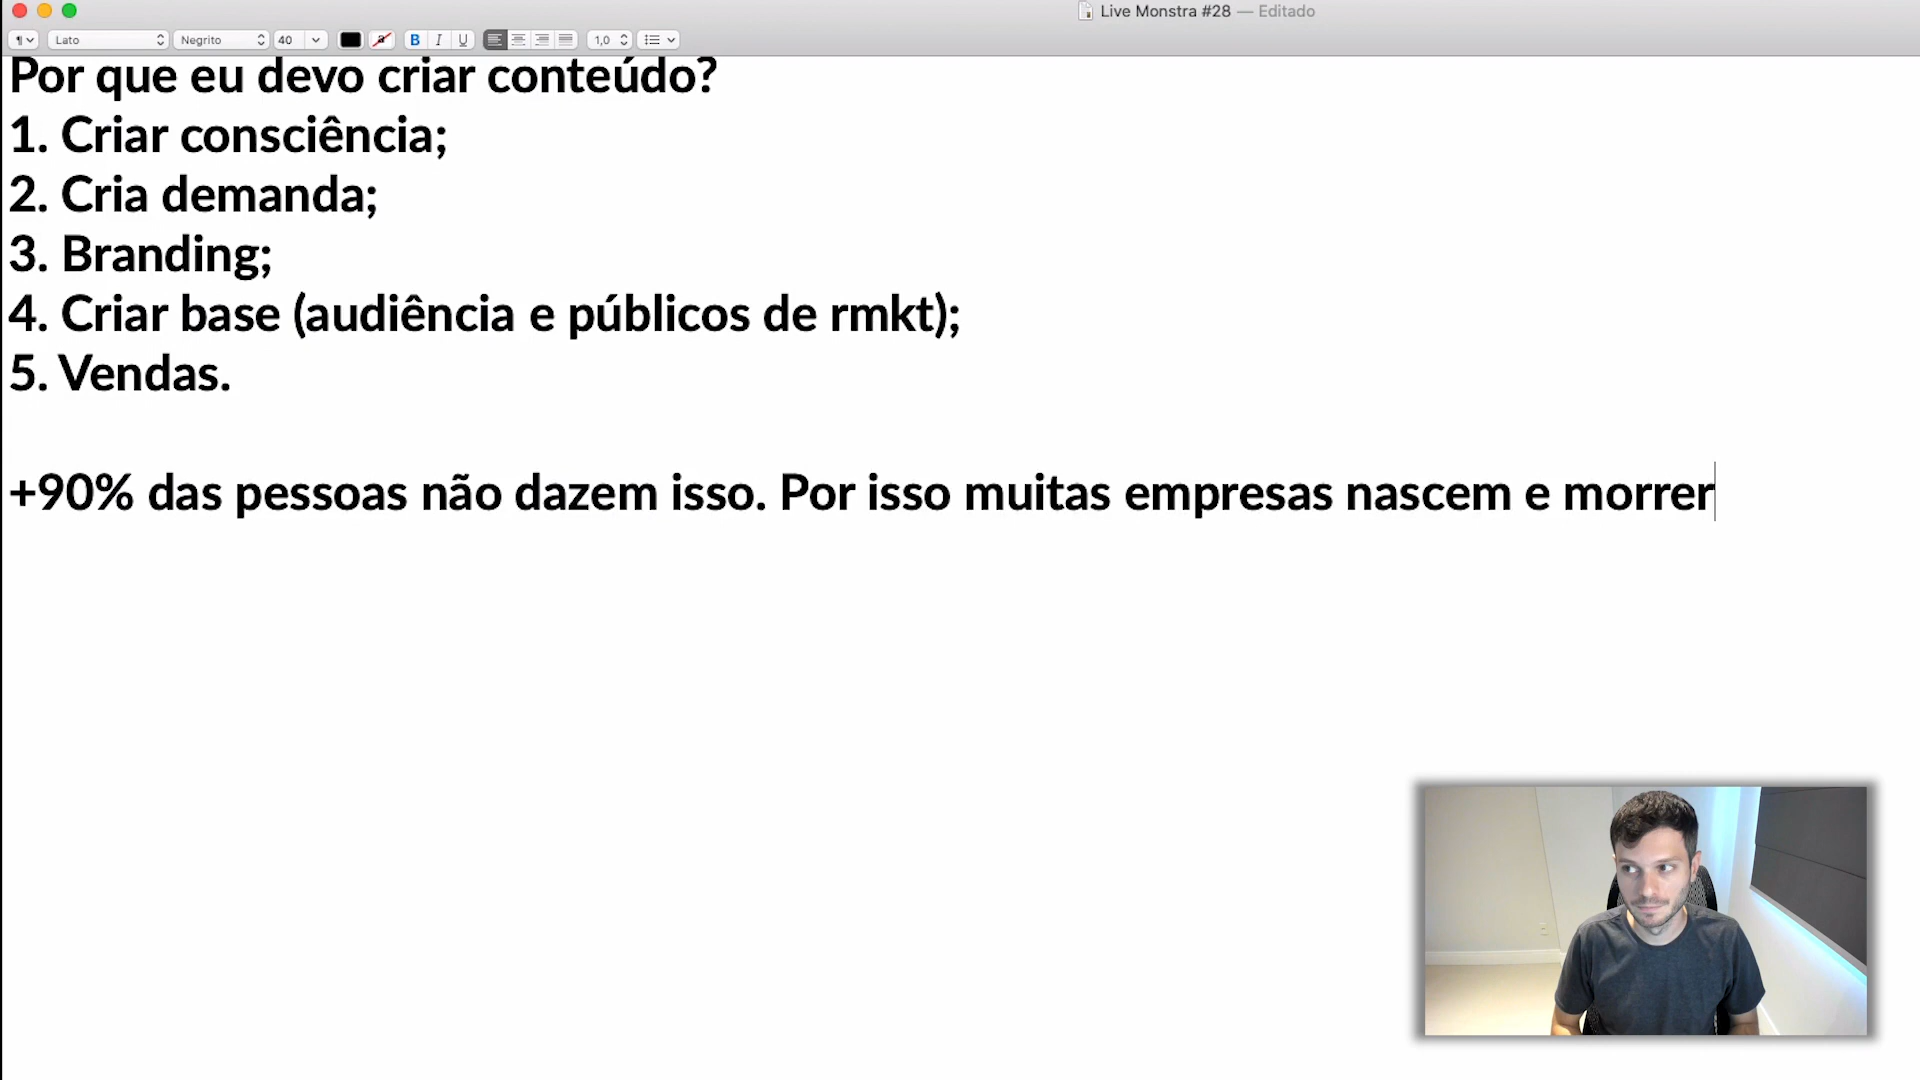 Live Monstra #28 — Editado
Lato Negrito 40 B I U 1,0
Por que eu devo criar conteúdo?
1. Criar consciência;
2. Cria demanda;
3. Branding;
4. Criar base (audiência e públicos de rmkt);
5. Vendas.
+90% das pessoas não dazem isso. Por isso muitas empresas nascem e morrer